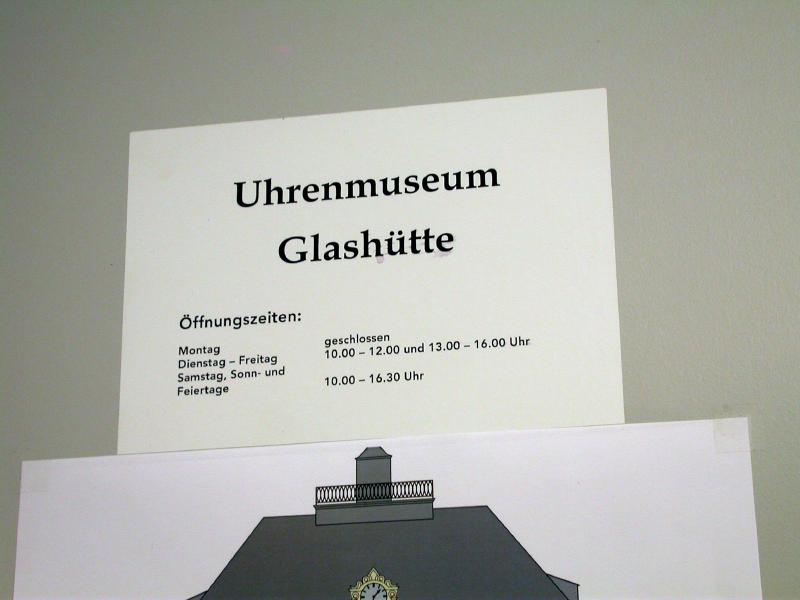 Uhrenmuseum
Glashütte
Öffnungszeiten:
Montag geschlossen
Dienstag – Freitag 10.00 – 12.00 und 13.00 – 16.00 Uhr
Samstag, Sonn- und
Feiertage 10.00 – 16.30 Uhr